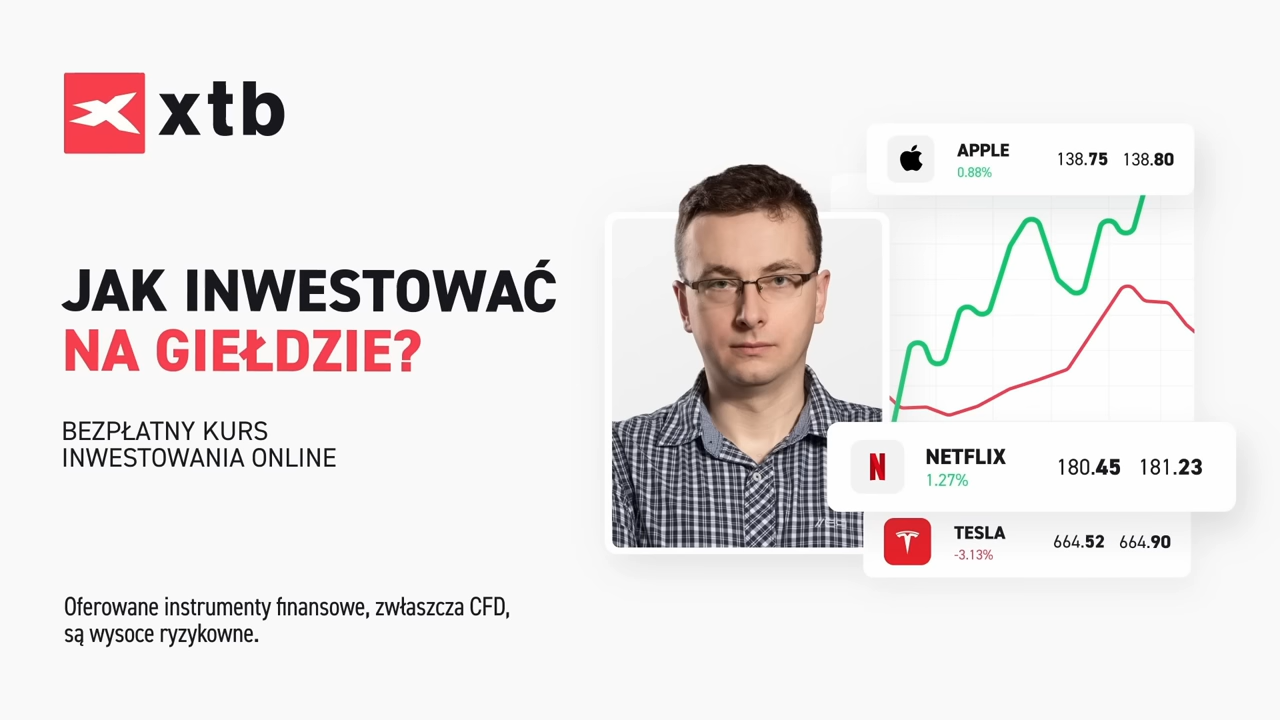 xtb
JAK INWESTOWAĆ
NA GIEŁDZIE?
BEZPŁATNY KURS
INWESTOWANIA ONLINE
Oferowane instrumenty finansowe, zwłaszcza CFD,
są wysoce ryzykowne.
APPLE 138.75 138.80
0.88%
N
NETFLIX 180.45 181.23
1.27%
TESLA 664.52 664.90
-3.13%